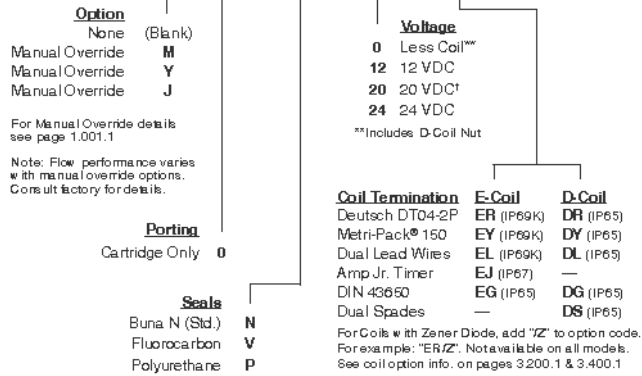 Option
None (Blank)
Manual Override M
Manual Override Y
Manual Override J
For Manual Override details
see page 1.001.1
Note: Flow performance varies
with manual override options.
Consult factory for details.
Porting
Cartridge Only 0
Seals
Buna N (Std.) N
Fluorocarbon V
Polyurethane P
Voltage
0 Less Coil**
12 12 VDC
20 20 VDC†
24 24 VDC
**Includes D-Coil Nut
Coil Termination E-Coil D-Coil
Deutsch DT04-2P ER (IP69K) DR (IP65)
Metri-Pack® 150 EY (IP69K) DY (IP65)
Dual Lead Wires EL (IP69K) DL (IP65)
Amp Jr. Timer EJ (IP67) —
DIN 43650 EG (IP65) DG (IP65)
Dual Spades — DS (IP65)
For Coils with Zener Diode, add "/Z" to option code.
For example: "ER/Z". Not available on all models.
See coil option info. on pages 3.200.1 & 3.400.1